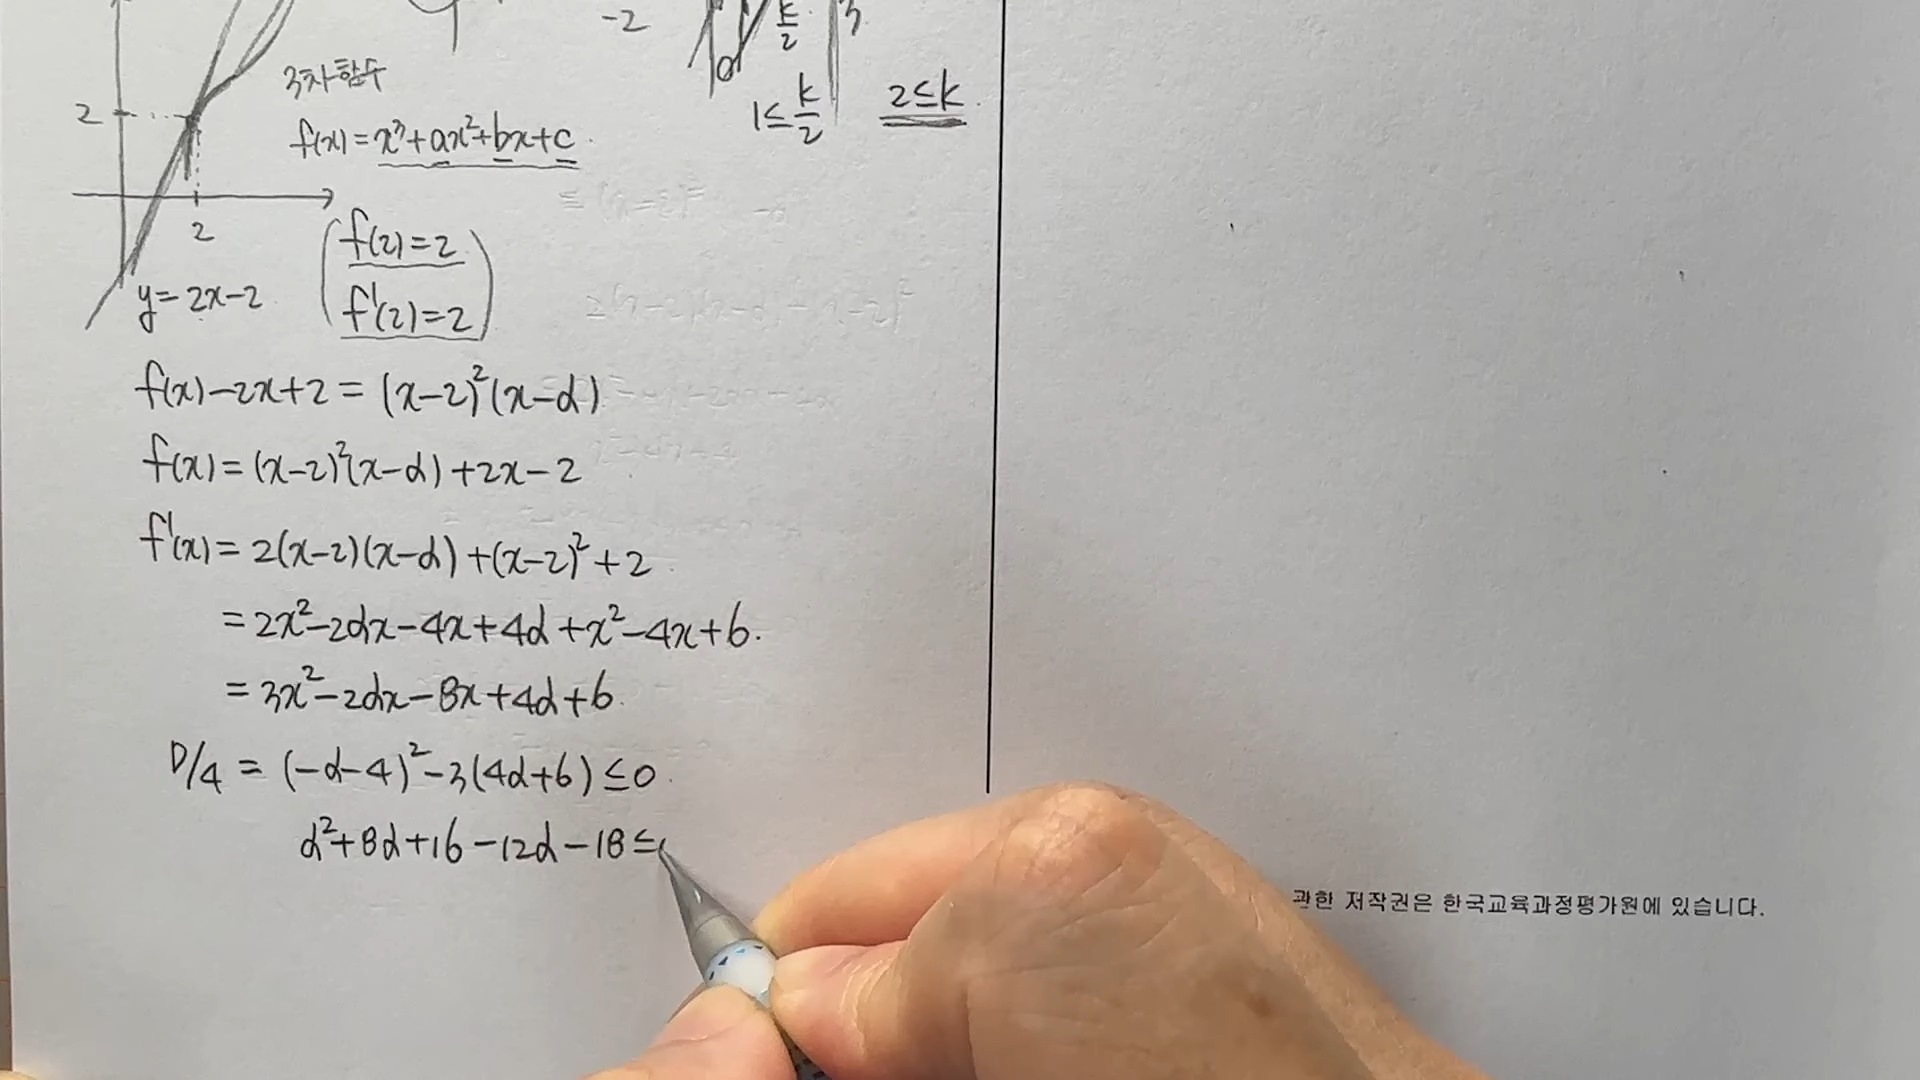 -2
k/2
3
3차함수
2
1≤k/2
2≤k
f(x)=x³+ax²+bx+c
2
f(2)=2
y=2x-2
f'(2)=2
f(x)-2x+2=(x-2)²(x-α)
f(x)=(x-2)²(x-α)+2x-2
f'(x)=2(x-2)(x-α)+(x-2)²+2
=2x²-2αx-4x+4α+x²-4x+6.
=3x²-2αx-8x+4α+6
D/4=(-α-4)²-3(4α+6)≤0
α²+8α+16-12α-18≤
관한 저작권은 한국교육과정평가원에 있습니다.